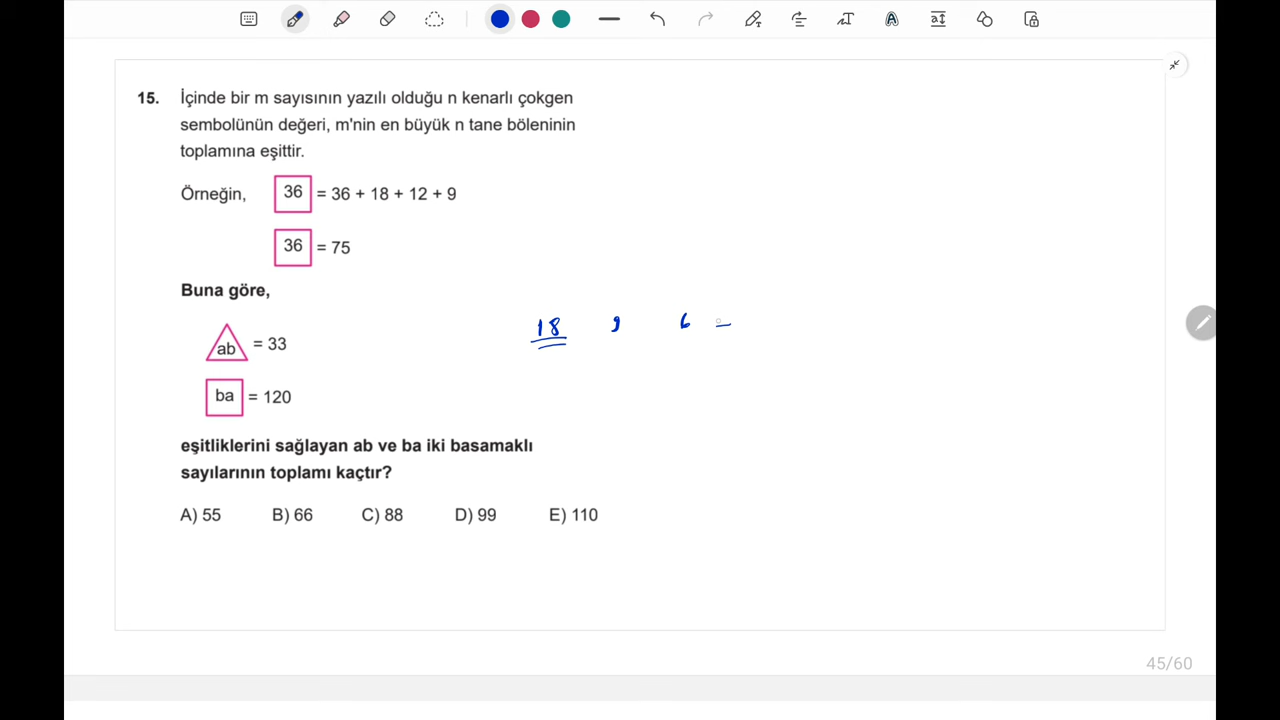 15. İçinde bir m sayısının yazılı olduğu n kenarlı çokgen
sembolünün değeri, m'nin en büyük n tane böleninin
toplamına eşittir.
Örneğin, 36 = 36 + 18 + 12 + 9
36 = 75
Buna göre,
18 9 6 =
ab = 33
ba = 120
eşitliklerini sağlayan ab ve ba iki basamaklı
sayılarının toplamı kaçtır?
A) 55 B) 66 C) 88 D) 99 E) 110
45/60